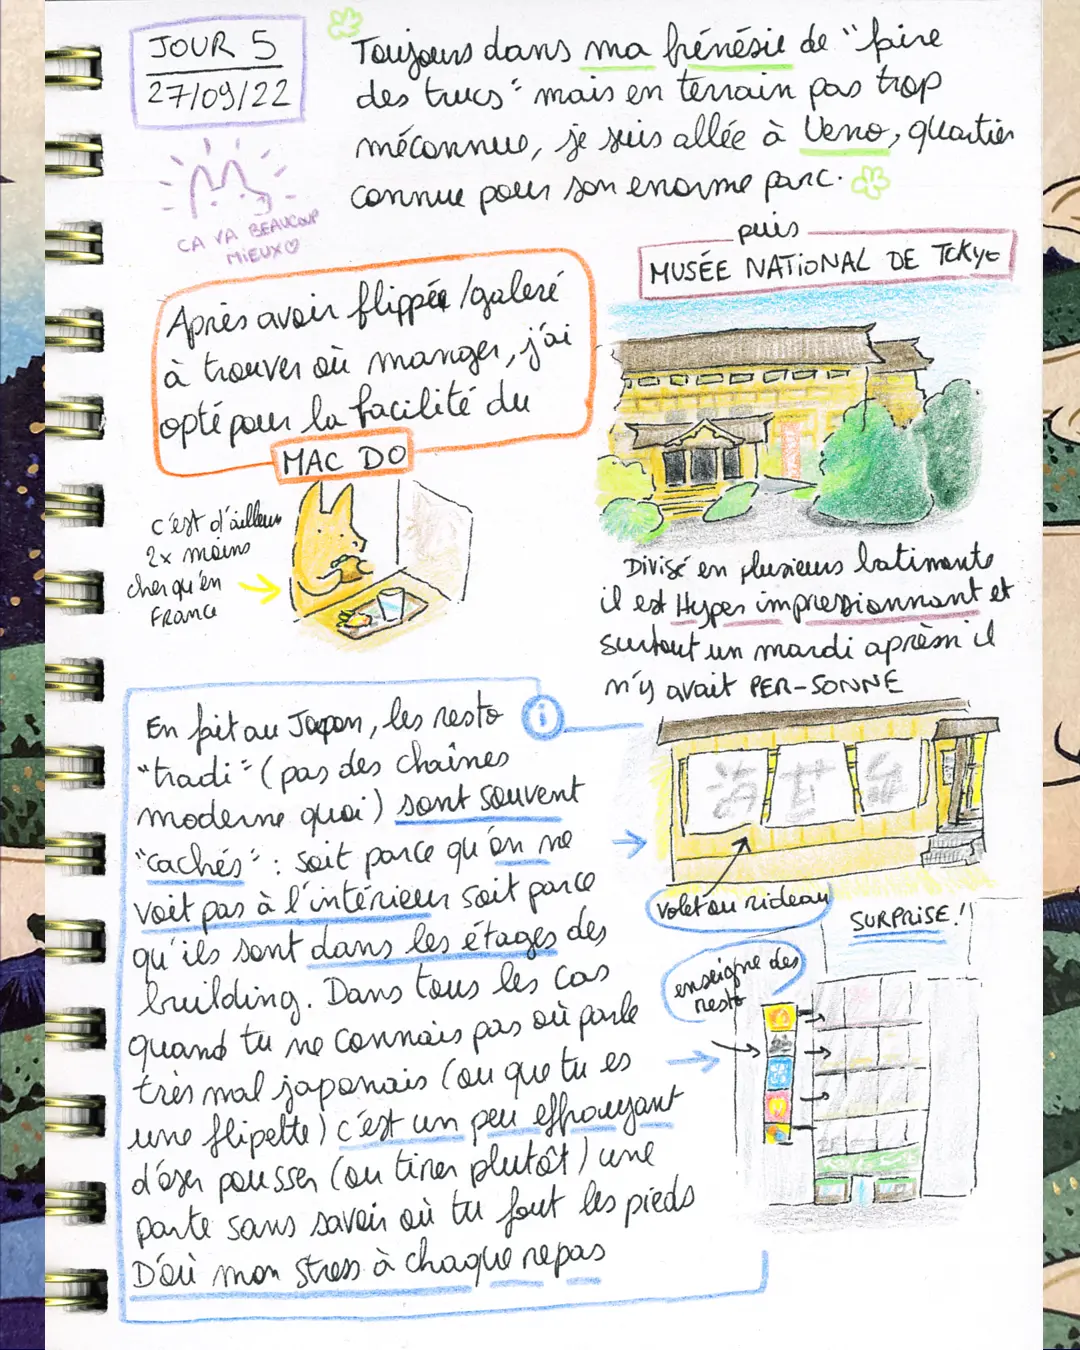 JOUR 5
27/09/22
ÇA VA BEAUCOUP
MIEUX
Toujours dans ma frénésie de "faire
des trucs" mais en terrain pas trop
méconnue, je suis allée à Ueno, quartier
connue pour son enorme parc.
puis
MUSÉE NATIONAL DE TOKYO
Après avoir flippée/galeré
à trouver où manger, j'ai
opté pour la facilité du
MAC DO
c'est d'ailleurs
2x moins
cher qu'en
FRANCE
Divisé en plusieurs batiments
il est Hyper impressionnant et
surtout un mardi aprèm il
n'y avait PER-SONNE
En fait au Japon, les resto
"tradi" (pas des chaînes
moderne quoi) sont souvent
"cachés" : soit parce qu'on ne
voit pas à l'intérieur soit parce
qu'ils sont dans les étages des
building. Dans tous les cas
quand tu ne connais pas où parle
très mal japonais (ou que tu es
une flipette) c'est un peu effrayant
d'oser pousser (ou tirer plutôt) une
porte sans savoir où tu fout les pieds
D'où mon stress à chaque repas
volet ou rideau
SURPRISE !!
enseigne des
resto